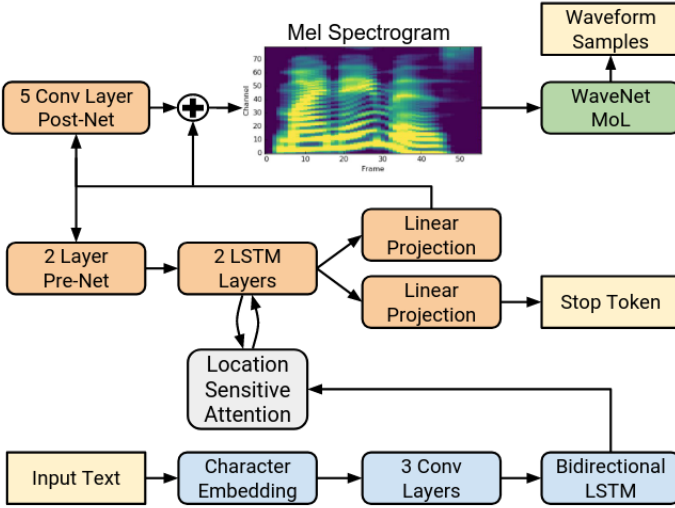 Waveform
Samples
Mel Spectrogram
5 Conv Layer
Post-Net
Channel
70
60
50
40
30
20
10
0
0 10 20 30 40 50
Frame
WaveNet
MoL
2 Layer
Pre-Net
2 LSTM
Layers
Linear
Projection
Linear
Projection
Stop Token
Location
Sensitive
Attention
Input Text
Character
Embedding
3 Conv
Layers
Bidirectional
LSTM